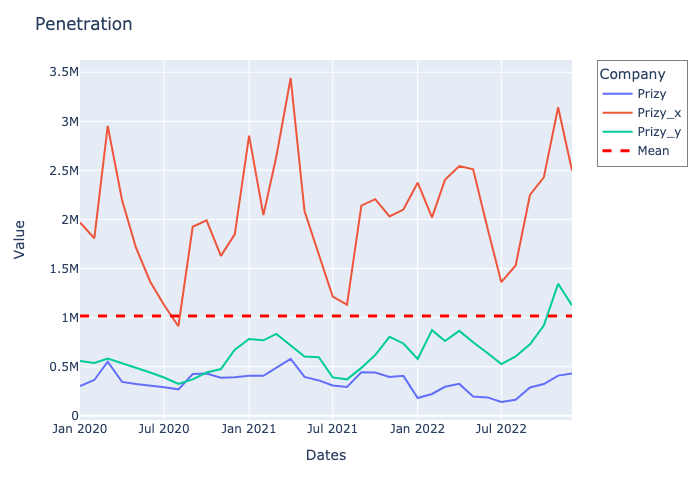 Penetration
Company
Prizy
Prizy_x
Prizy_y
Mean
Value
3.5M
3M
2.5M
2M
1.5M
1M
0.5M
0
Jan 2020
Jul 2020
Jan 2021
Jul 2021
Jan 2022
Jul 2022
Dates